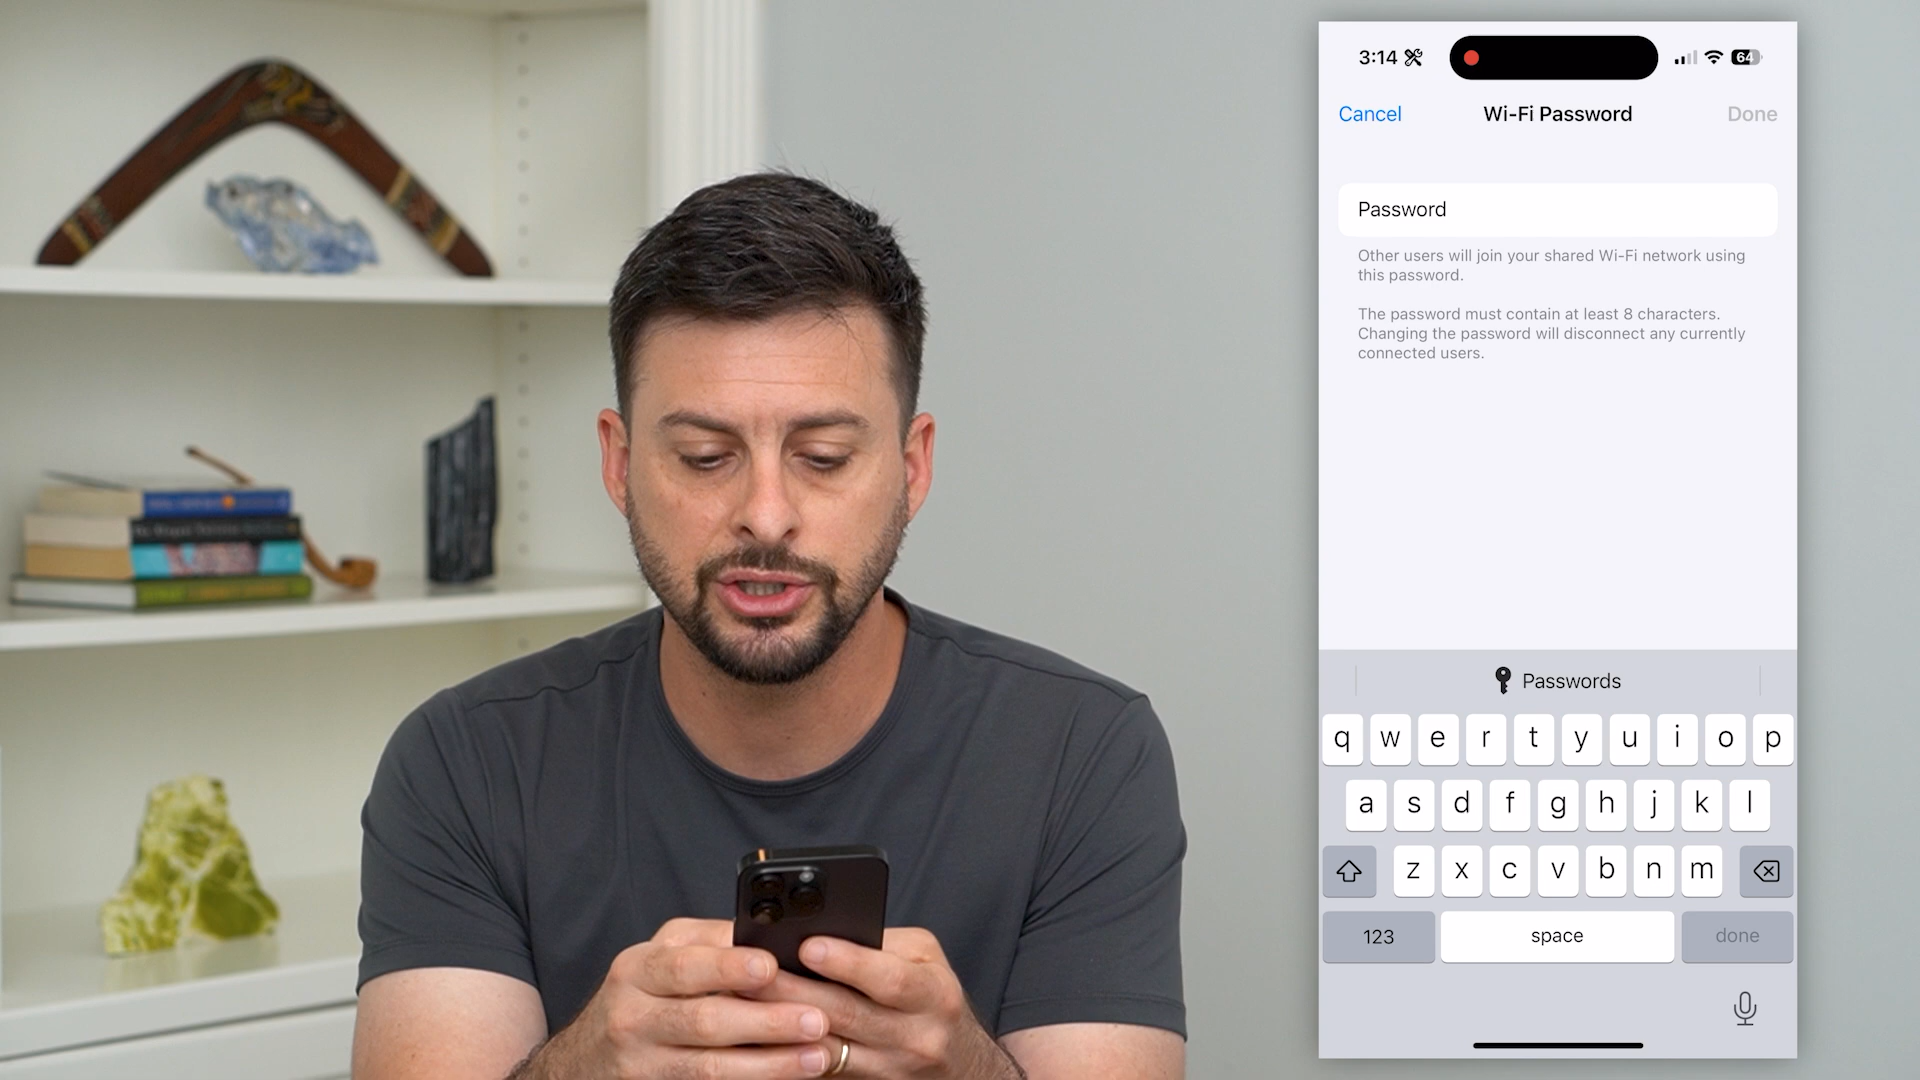 3:14
64
Cancel
Wi-Fi Password
Done
Password
Other users will join your shared Wi-Fi network using
this password.
The password must contain at least 8 characters.
Changing the password will disconnect any currently
connected users.
Passwords
q w e r t y u i o p
a s d f g h j k l
z x c v b n m
123
space
done